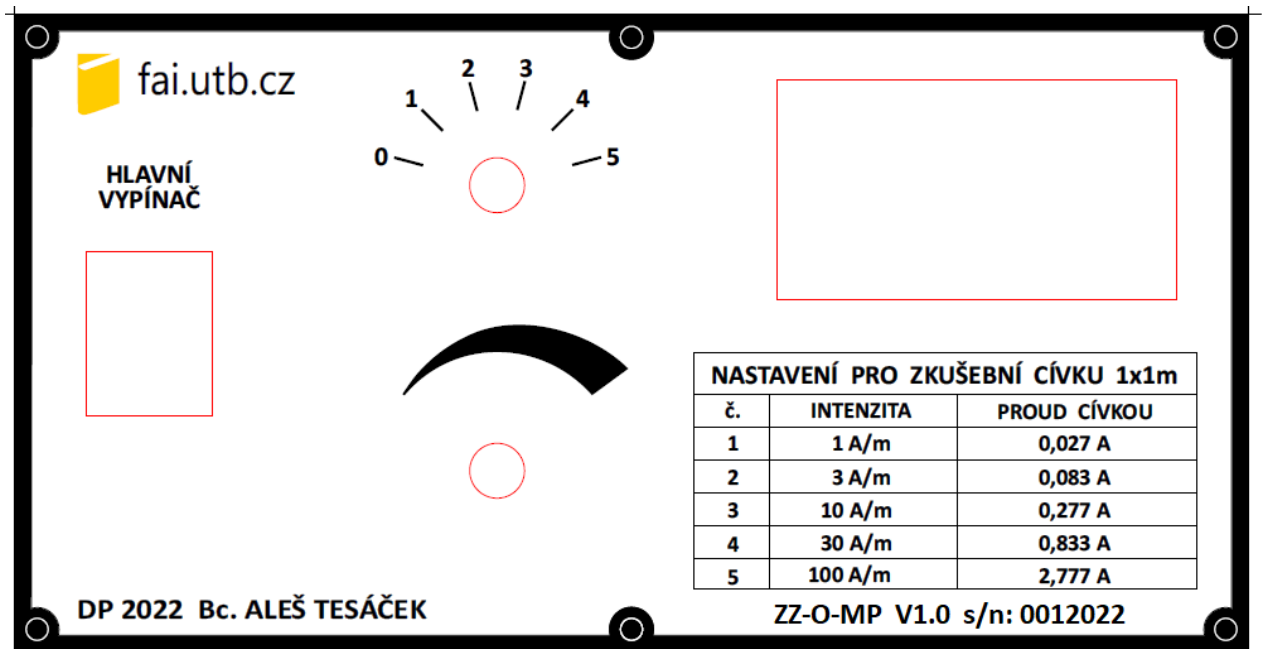 fai.utb.cz
0 1 2 3 4 5
HLAVNÍ
VYPÍNAČ
NASTAVENÍ PRO ZKUŠEBNÍ CÍVKU 1x1m
č. INTENZITA PROUD CÍVKOU
1 1 A/m 0,027 A
2 3 A/m 0,083 A
3 10 A/m 0,277 A
4 30 A/m 0,833 A
5 100 A/m 2,777 A
DP 2022 Bc. ALEŠ TESÁČEK
ZZ-O-MP V1.0 s/n: 0012022